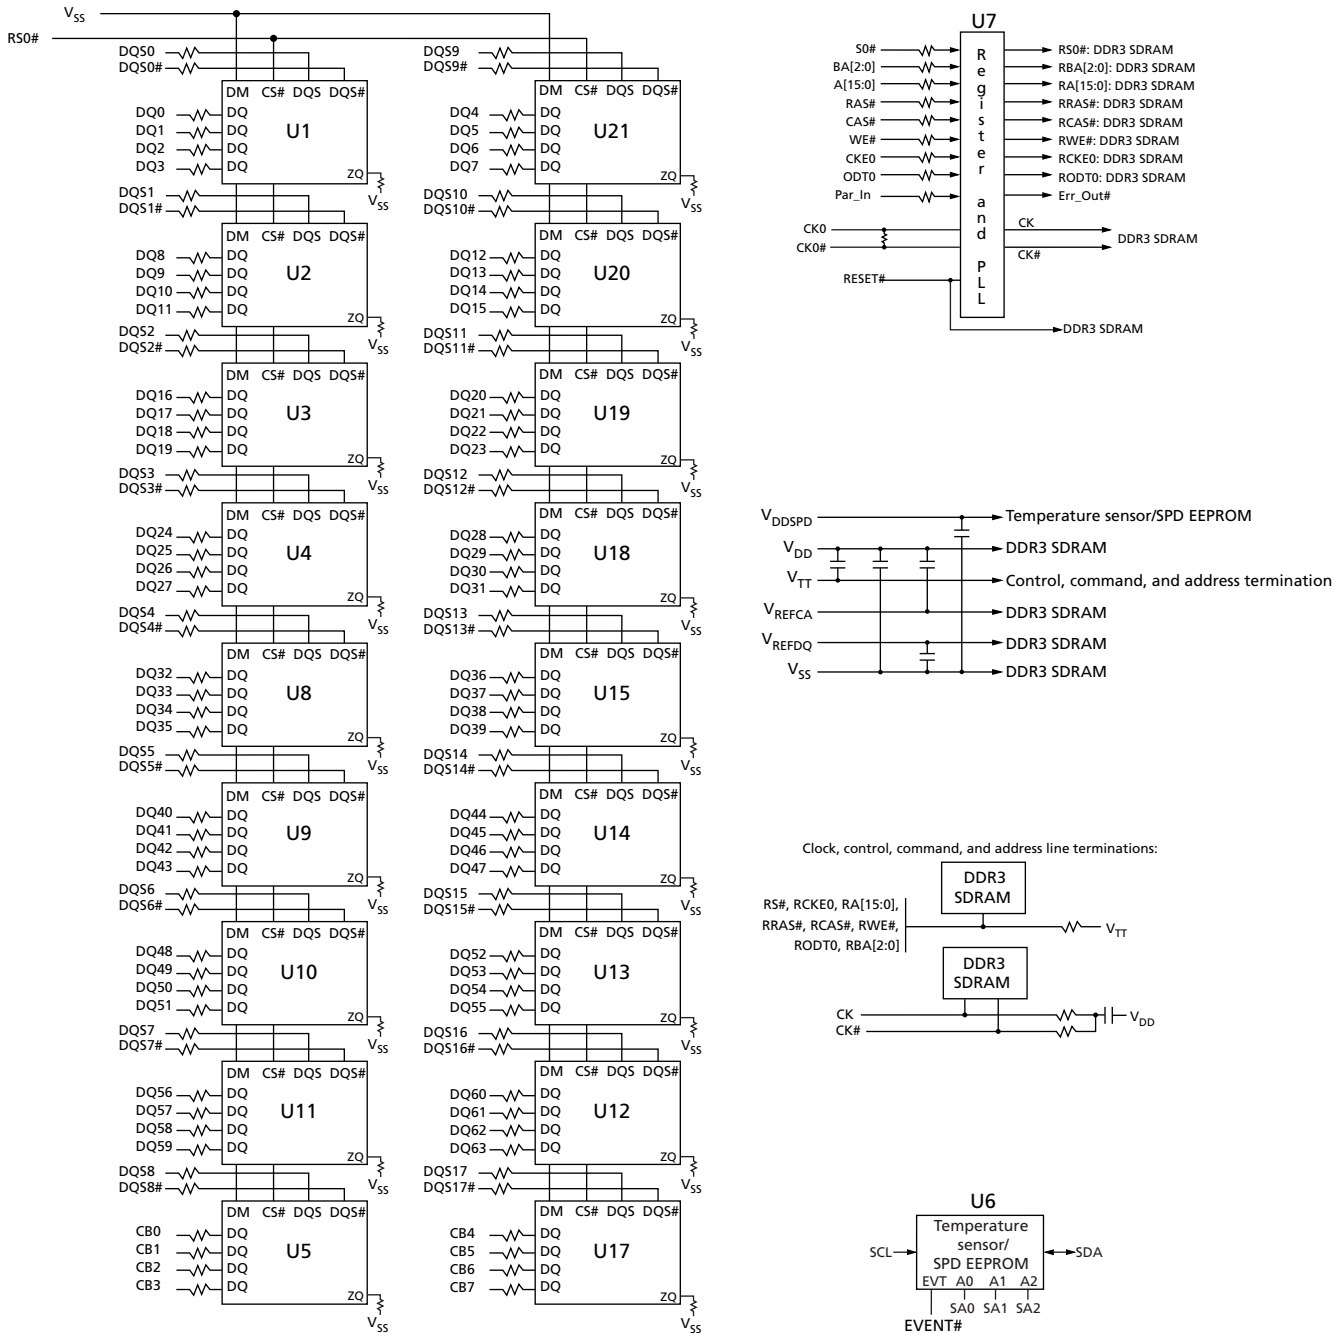 VSS
RS0#
DQS0
DQS0#
DM CS# DQS DQS#
DQ0 DQ
DQ1 DQ
DQ2 DQ
DQ3 DQ
U1
ZQ
VSS
DQS1
DQS1#
DM CS# DQS DQS#
DQ8 DQ
DQ9 DQ
DQ10 DQ
DQ11 DQ
U2
ZQ
VSS
DQS2
DQS2#
DM CS# DQS DQS#
DQ16 DQ
DQ17 DQ
DQ18 DQ
DQ19 DQ
U3
ZQ
VSS
DQS3
DQS3#
DM CS# DQS DQS#
DQ24 DQ
DQ25 DQ
DQ26 DQ
DQ27 DQ
U4
ZQ
VSS
DQS4
DQS4#
DM CS# DQS DQS#
DQ32 DQ
DQ33 DQ
DQ34 DQ
DQ35 DQ
U8
ZQ
VSS
DQS5
DQS5#
DM CS# DQS DQS#
DQ40 DQ
DQ41 DQ
DQ42 DQ
DQ43 DQ
U9
ZQ
VSS
DQS6
DQS6#
DM CS# DQS DQS#
DQ48 DQ
DQ49 DQ
DQ50 DQ
DQ51 DQ
U10
ZQ
VSS
DQS7
DQS7#
DM CS# DQS DQS#
DQ56 DQ
DQ57 DQ
DQ58 DQ
DQ59 DQ
U11
ZQ
VSS
DQS8
DQS8#
DM CS# DQS DQS#
CB0 DQ
CB1 DQ
CB2 DQ
CB3 DQ
U5
ZQ
VSS
DQS9
DQS9#
DM CS# DQS DQS#
DQ4 DQ
DQ5 DQ
DQ6 DQ
DQ7 DQ
U21
ZQ
VSS
DQS10
DQS10#
DM CS# DQS DQS#
DQ12 DQ
DQ13 DQ
DQ14 DQ
DQ15 DQ
U20
ZQ
VSS
DQS11
DQS11#
DM CS# DQS DQS#
DQ20 DQ
DQ21 DQ
DQ22 DQ
DQ23 DQ
U19
ZQ
VSS
DQS12
DQS12#
DM CS# DQS DQS#
DQ28 DQ
DQ29 DQ
DQ30 DQ
DQ31 DQ
U18
ZQ
VSS
DQS13
DQS13#
DM CS# DQS DQS#
DQ36 DQ
DQ37 DQ
DQ38 DQ
DQ39 DQ
U15
ZQ
VSS
DQS14
DQS14#
DM CS# DQS DQS#
DQ44 DQ
DQ45 DQ
DQ46 DQ
DQ47 DQ
U14
ZQ
VSS
DQS15
DQS15#
DM CS# DQS DQS#
DQ52 DQ
DQ53 DQ
DQ54 DQ
DQ55 DQ
U13
ZQ
VSS
DQS16
DQS16#
DM CS# DQS DQS#
DQ60 DQ
DQ61 DQ
DQ62 DQ
DQ63 DQ
U12
ZQ
VSS
DQS17
DQS17#
DM CS# DQS DQS#
CB4 DQ
CB5 DQ
CB6 DQ
CB7 DQ
U17
ZQ
VSS
U7
Register and PLL
S0# RS0#: DDR3 SDRAM
BA[2:0] RBA[2:0]: DDR3 SDRAM
A[15:0] RA[15:0]: DDR3 SDRAM
RAS# RRAS#: DDR3 SDRAM
CAS# RCAS#: DDR3 SDRAM
WE# RWE#: DDR3 SDRAM
CKE0 RCKE0: DDR3 SDRAM
ODT0 RODT0: DDR3 SDRAM
Par_In Err_Out#
CK0 CK
DDR3 SDRAM
CK0# CK#
RESET#
DDR3 SDRAM
VDDSPD Temperature sensor/SPD EEPROM
VDD DDR3 SDRAM
VTT Control, command, and address termination
VREFCA DDR3 SDRAM
VREFDQ DDR3 SDRAM
VSS DDR3 SDRAM
Clock, control, command, and address line terminations:
DDR3
SDRAM
RS#, RCKE0, RA[15:0],
RRAS#, RCAS#, RWE#,
RODT0, RBA[2:0]
VTT
DDR3
SDRAM
CK
CK#
VDD
U6
Temperature
sensor/
SPD EEPROM
SCL
SDA
EVT A0 A1 A2
SA0 SA1 SA2
EVENT#